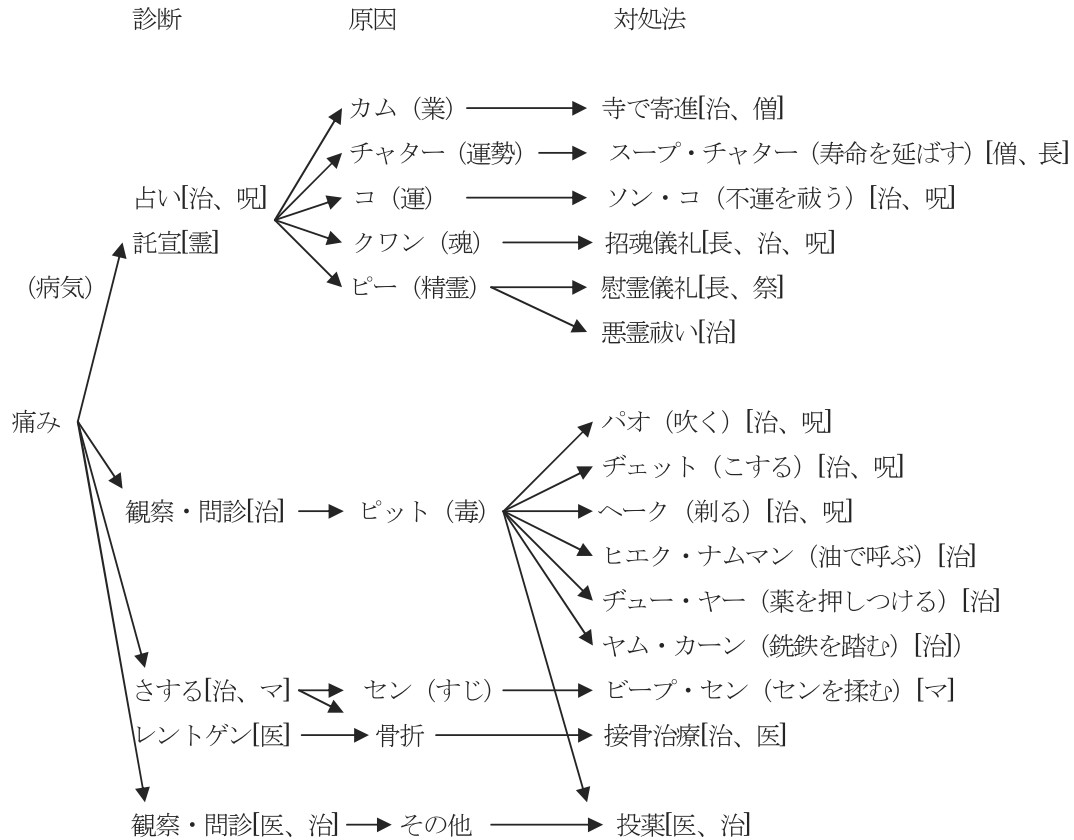 診断 原因 対処法
カム（業） 寺で寄進[治、僧]
チャター（運勢） スープ・チャター（寿命を延ばす）[僧、長]
占い[治、呪] コ（運） ソン・コ（不運を祓う）[治、呪]
託宣[霊] クワン（魂） 招魂儀礼[長、治、呪]
（病気） ピー（精霊） 慰霊儀礼[長、祭]
悪霊祓い[治]
痛み パオ（吹く）[治、呪]
ヂェット（こする）[治、呪]
観察・問診[治] ピット（毒） ヘーク（剃る）[治、呪]
ヒエク・ナムマン（油で呼ぶ）[治]
ヂュー・ヤー（薬を押しつける）[治]
ヤム・カーン（銑鉄を踏む）[治]）
さする[治、マ] セン（すじ） ビープ・セン（センを揉む）[マ]
レントゲン[医] 骨折 接骨治療[治、医]
観察・問診[医、治] その他 投薬[医、治]